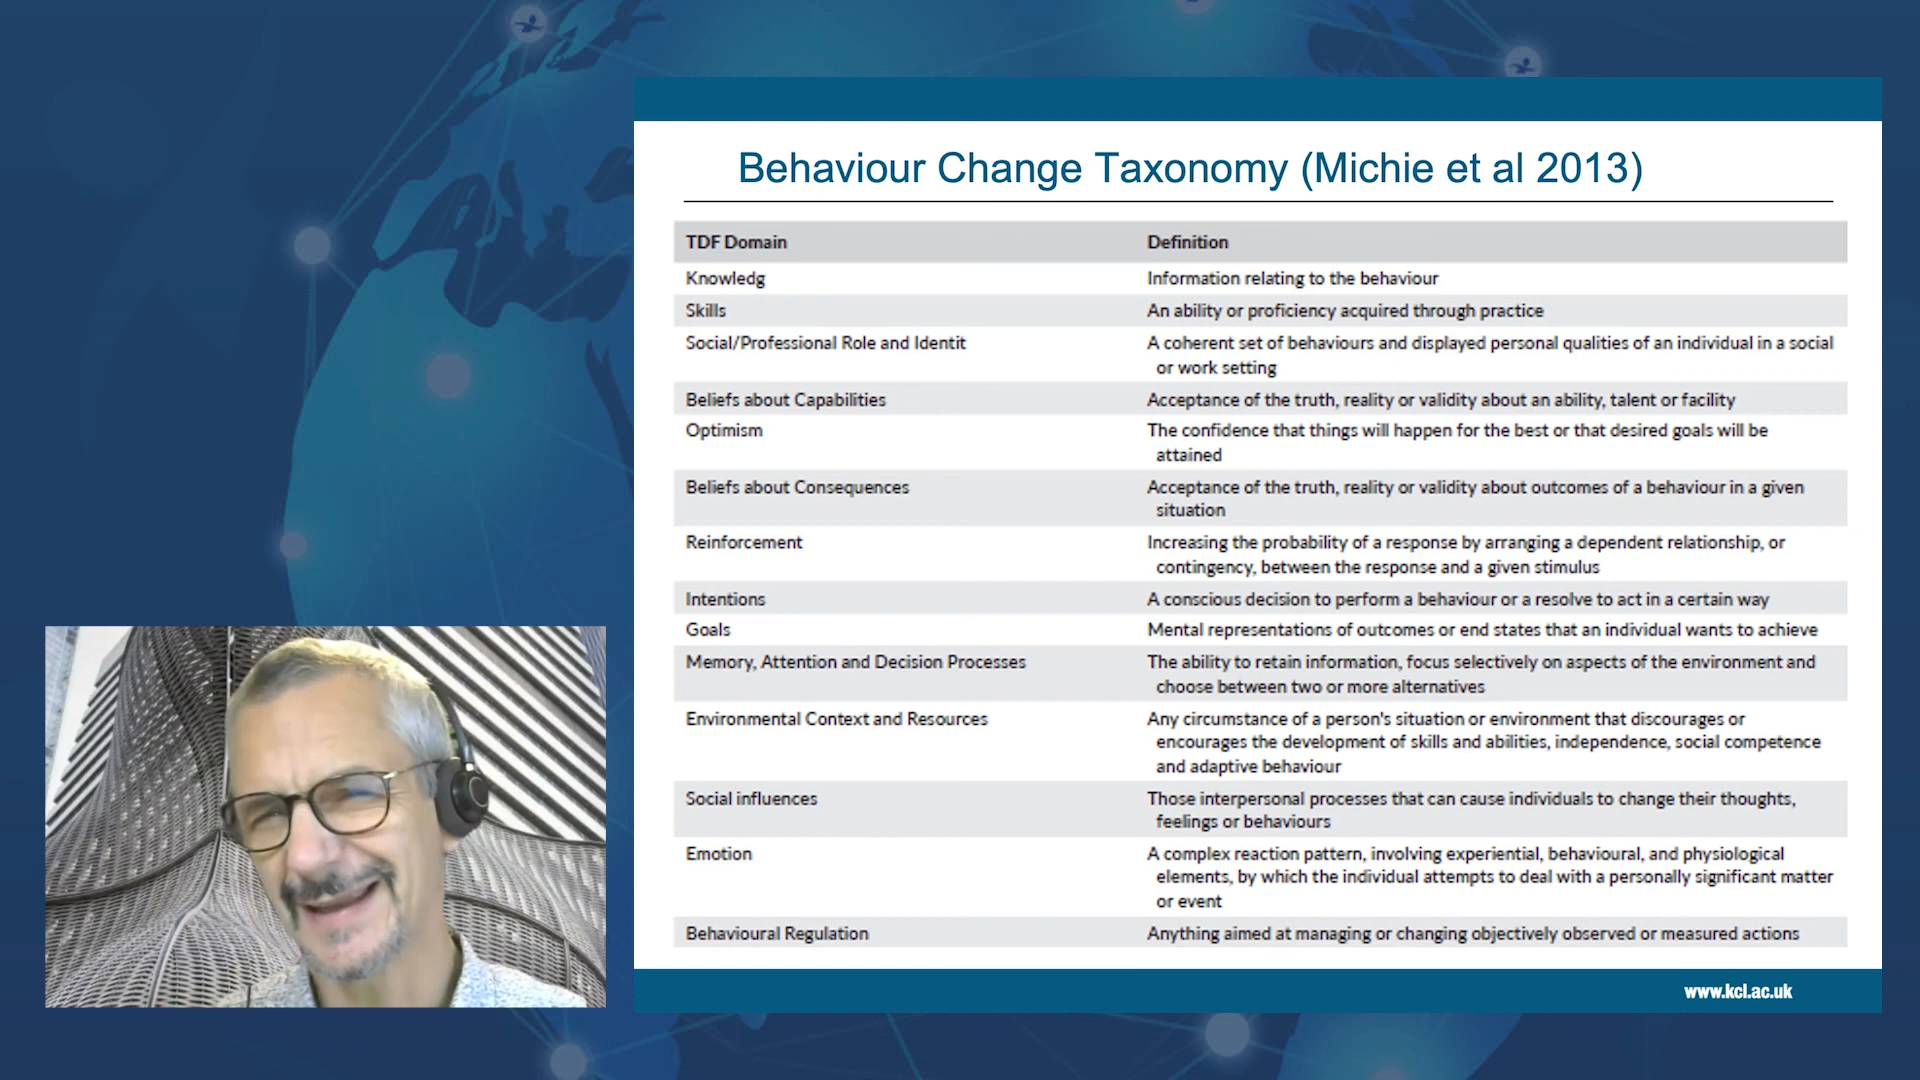 Behaviour Change Taxonomy (Michie et al 2013)
TDF Domain Definition
Knowledg Information relating to the behaviour
Skills An ability or proficiency acquired through practice
Social/Professional Role and Identit A coherent set of behaviours and displayed personal qualities of an individual in a social
or work setting
Beliefs about Capabilities Acceptance of the truth, reality or validity about an ability, talent or facility
Optimism The confidence that things will happen for the best or that desired goals will be
attained
Beliefs about Consequences Acceptance of the truth, reality or validity about outcomes of a behaviour in a given
situation
Reinforcement Increasing the probability of a response by arranging a dependent relationship, or
contingency, between the response and a given stimulus
Intentions A conscious decision to perform a behaviour or a resolve to act in a certain way
Goals Mental representations of outcomes or end states that an individual wants to achieve
Memory, Attention and Decision Processes The ability to retain information, focus selectively on aspects of the environment and
choose between two or more alternatives
Environmental Context and Resources Any circumstance of a person's situation or environment that discourages or
encourages the development of skills and abilities, independence, social competence
and adaptive behaviour
Social influences Those interpersonal processes that can cause individuals to change their thoughts,
feelings or behaviours
Emotion A complex reaction pattern, involving experiential, behavioural, and physiological
elements, by which the individual attempts to deal with a personally significant matter
or event
Behavioural Regulation Anything aimed at managing or changing objectively observed or measured actions
www.kcl.ac.uk